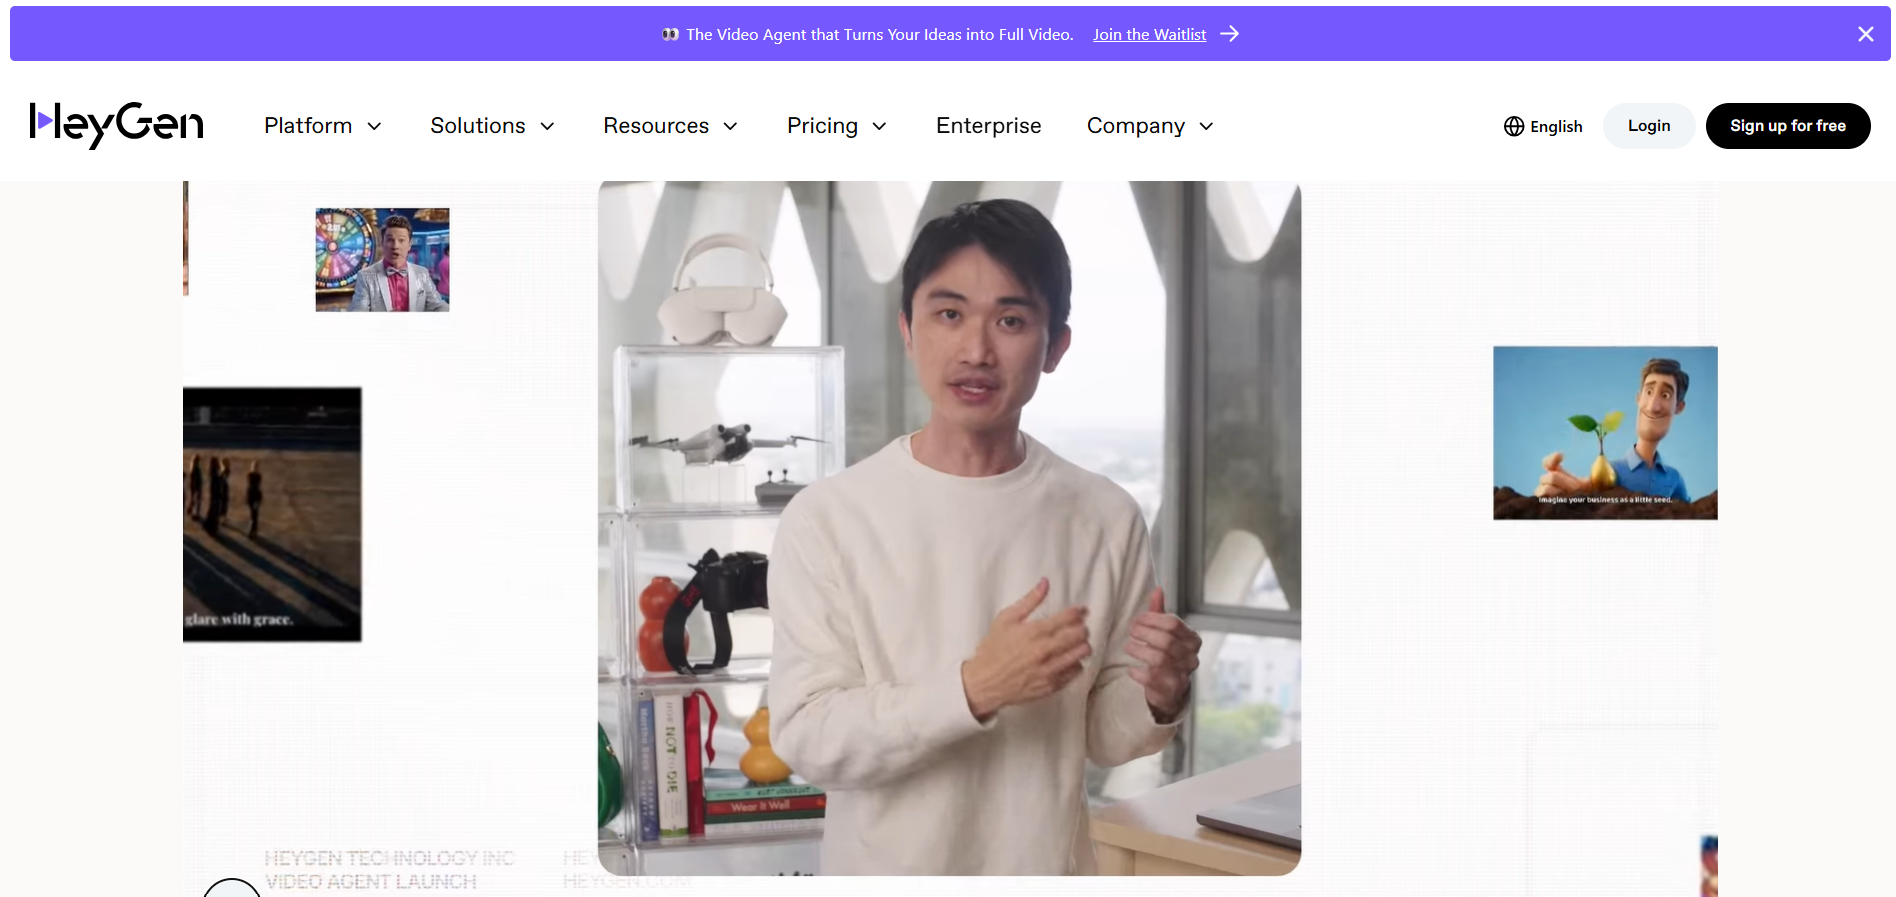 The Video Agent that Turns Your Ideas into Full Video. Join the Waitlist
HeyGen
Platform
Solutions
Resources
Pricing
Enterprise
Company
English
Login
Sign up for free
glare with grace.
Imagine your business as a little seed.
NOT to DIE
Wear It Well
HEYGEN TECHNOLOGY INC
VIDEO AGENT LAUNCH
HEY
HEYGEN.COM